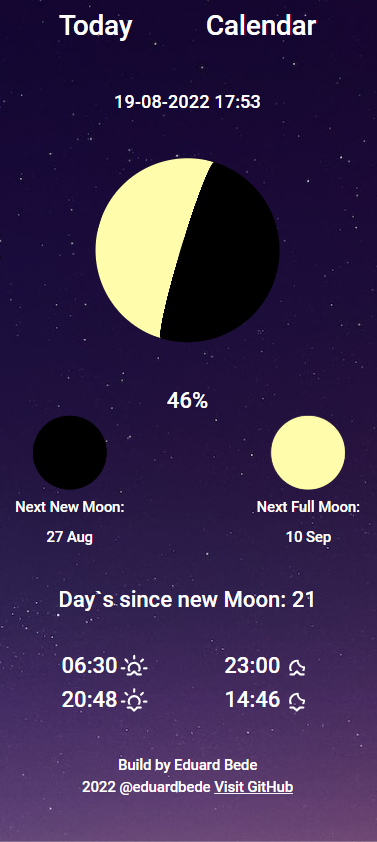 Today Calendar
19-08-2022 17:53
46%
Next New Moon: Next Full Moon:
27 Aug 10 Sep
Day`s since new Moon: 21
06:30 23:00
20:48 14:46
Build by Eduard Bede
2022 @eduardbede Visit GitHub